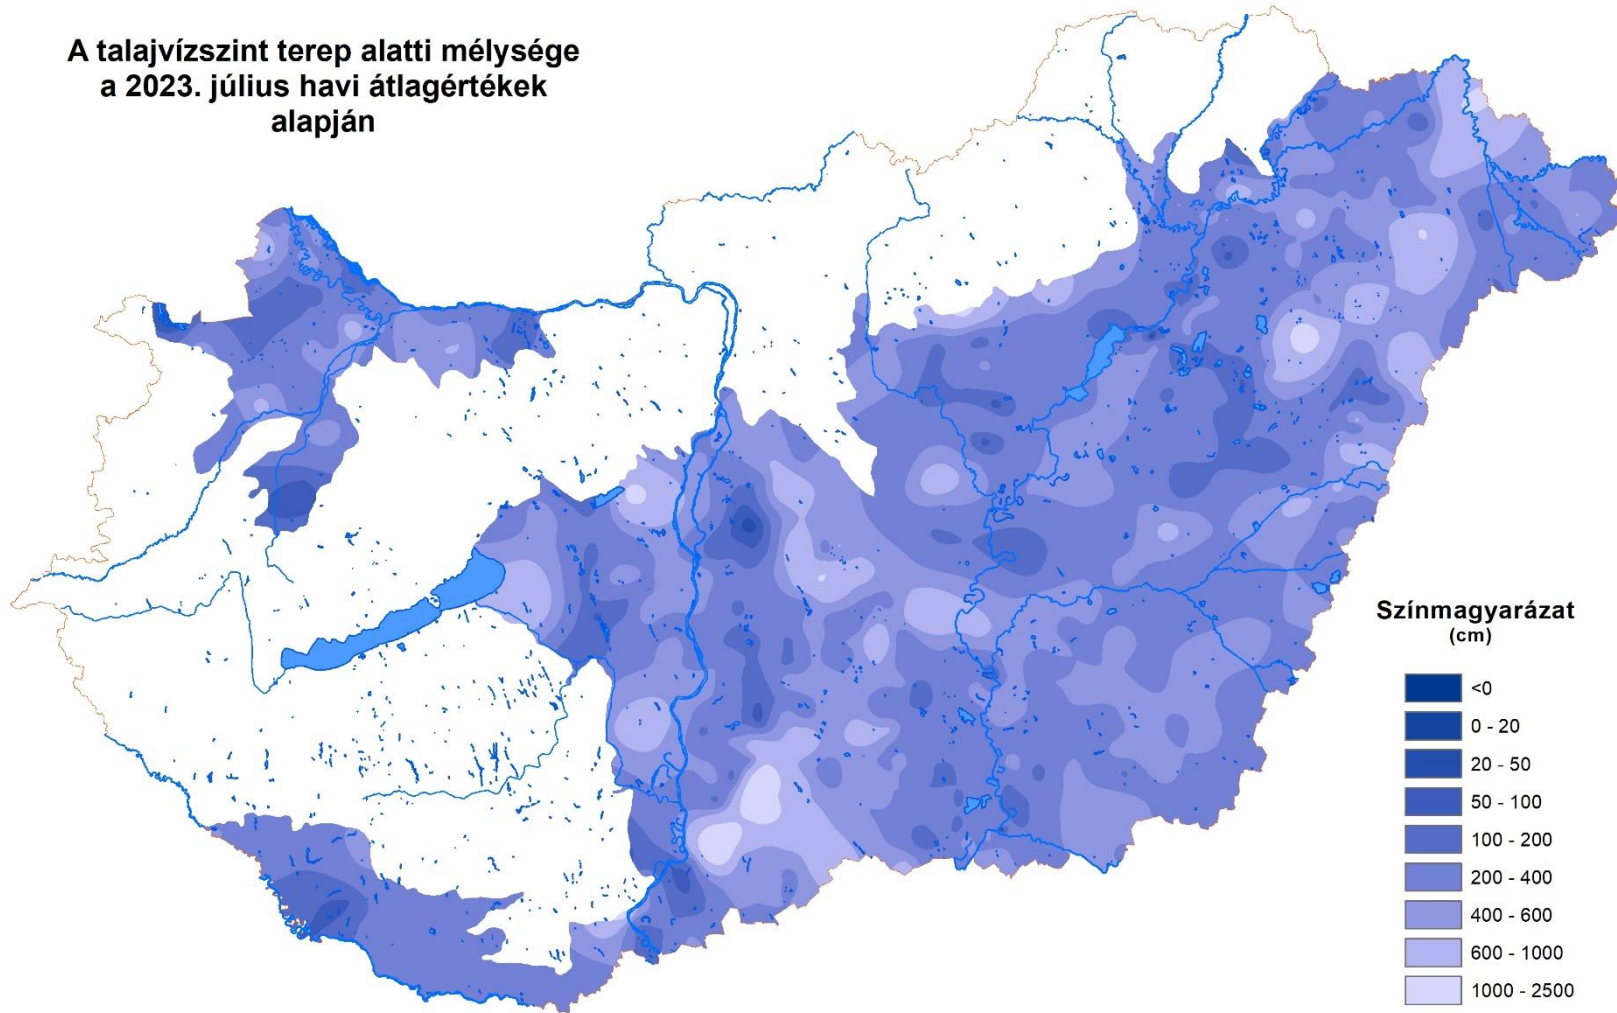 A talajvízszint terep alatti mélysége
a 2023. július havi átlagértékek
alapján
Színmagyarázat
(cm)
<0
0 - 20
20 - 50
50 - 100
100 - 200
200 - 400
400 - 600
600 - 1000
1000 - 2500